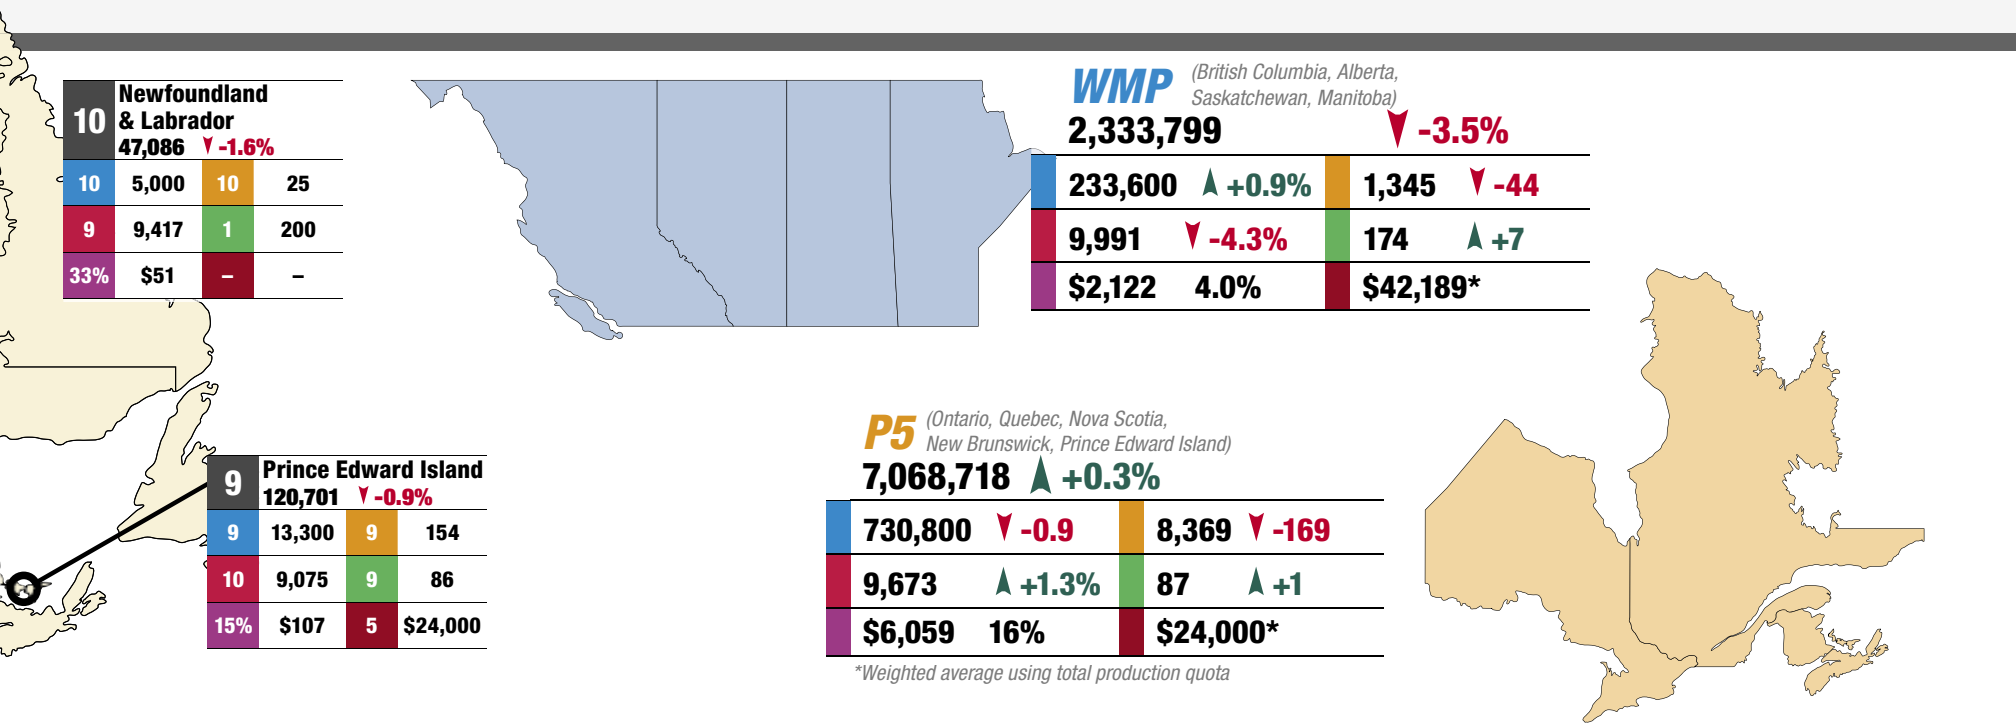 10 Newfoundland
& Labrador
47,086 -1.6%
10 5,000 10 25
9 9,417 1 200
33% $51 – –
9 Prince Edward Island
120,701 -0.9%
9 13,300 9 154
10 9,075 9 86
15% $107 5 $24,000
WMP (British Columbia, Alberta,
Saskatchewan, Manitoba)
2,333,799 -3.5%
233,600 +0.9% 1,345 -44
9,991 -4.3% 174 +7
$2,122 4.0% $42,189*
P5 (Ontario, Quebec, Nova Scotia,
New Brunswick, Prince Edward Island)
7,068,718 +0.3%
730,800 -0.9 8,369 -169
9,673 +1.3% 87 +1
$6,059 16% $24,000*
*Weighted average using total production quota